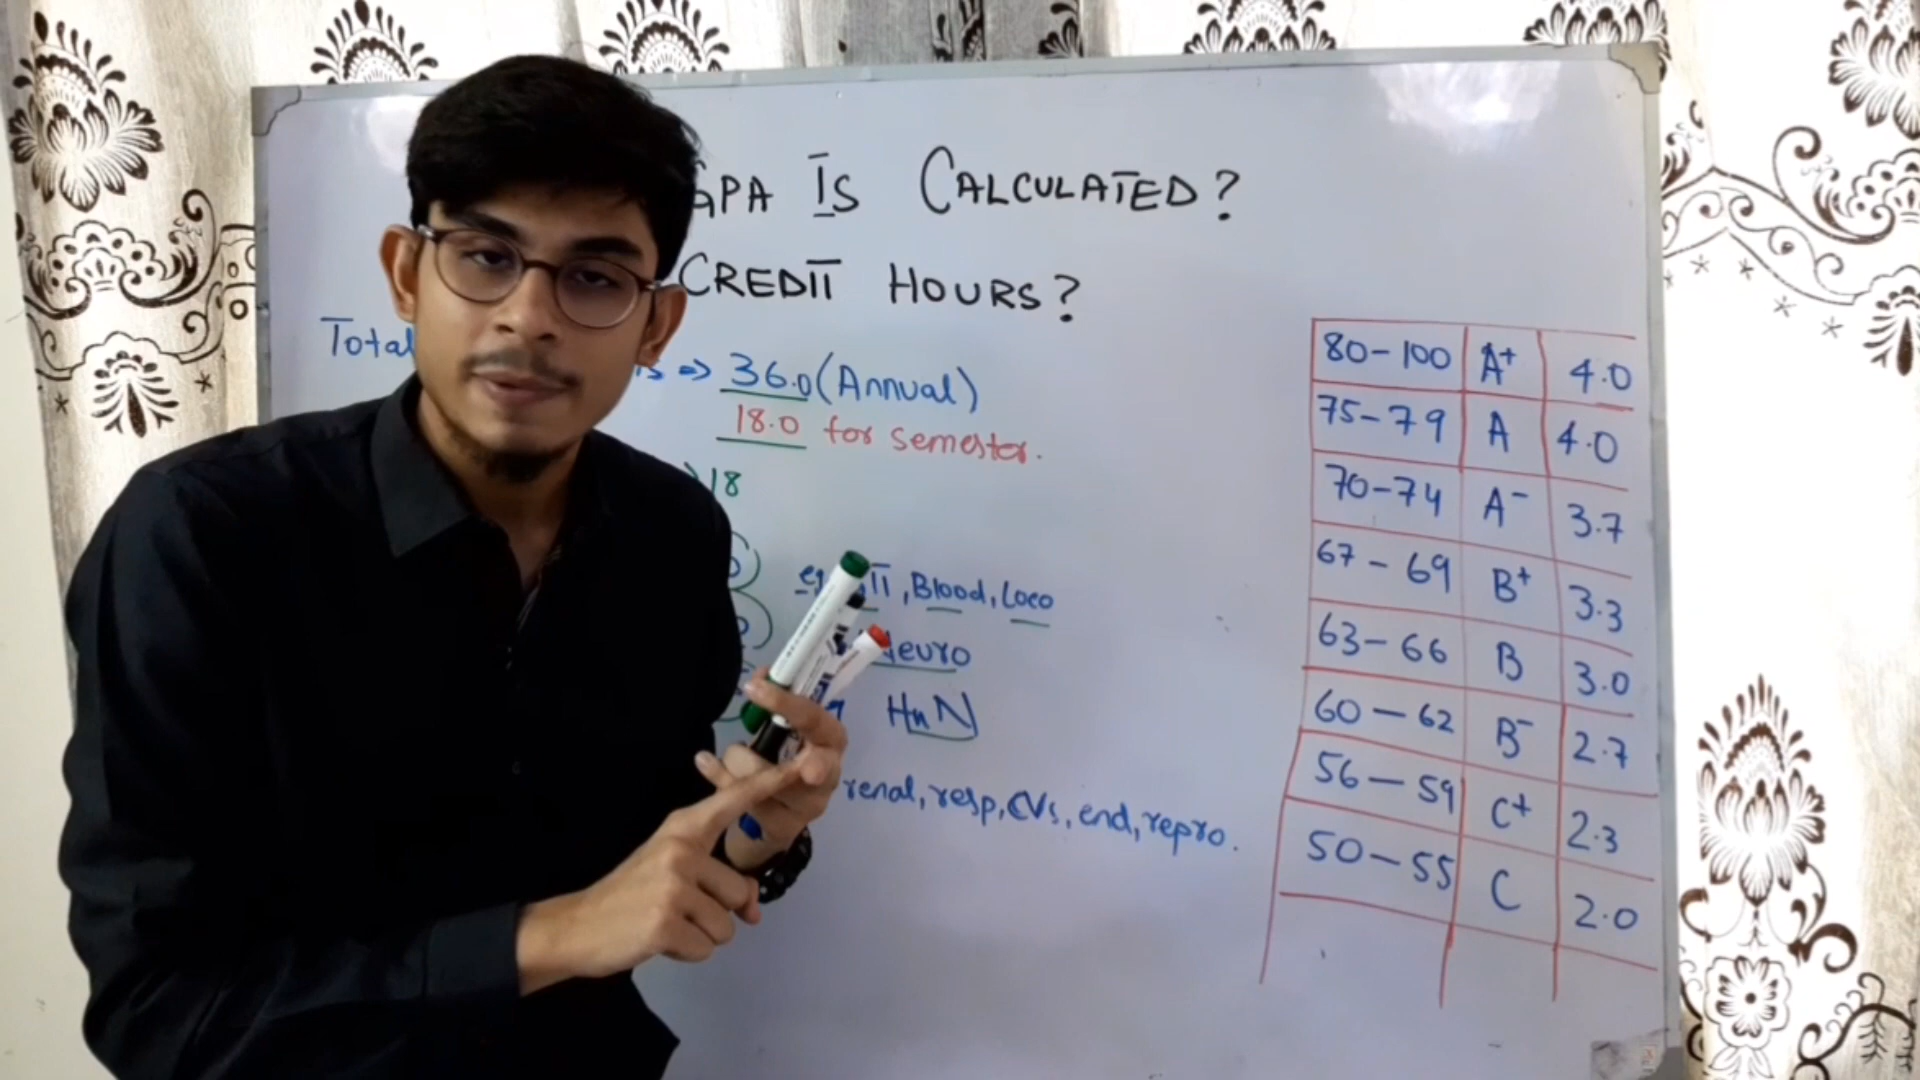 GPA IS CALCULATED?
CREDIT HOURS?
Total
⇒ 36.0 (Annual)
18.0 for semester.
18
eg , Blood, Loco
Neuro
HnN
renal, resp, CVs, end, repro.
80-100 A+ 4.0
75-79 A 4.0
70-74 A- 3.7
67-69 B+ 3.3
63-66 B 3.0
60-62 B- 2.7
56-59 C+ 2.3
50-55 C 2.0